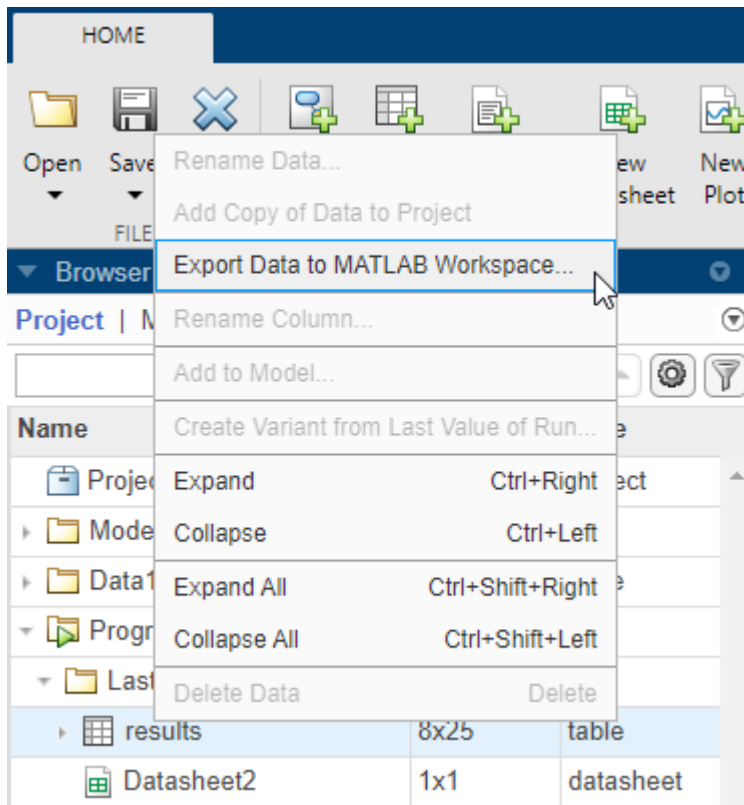 HOME
Open
Save
New
Plot
FILE
Rename Data...
Add Copy of Data to Project
Export Data to MATLAB Workspace...
Rename Column...
Add to Model...
Create Variant from Last Value of Run...
Expand Ctrl+Right
Collapse Ctrl+Left
Expand All Ctrl+Shift+Right
Collapse All Ctrl+Shift+Left
Delete Data Delete
Browser
Project |
Name
results 8x25 table
Datasheet2 1x1 datasheet